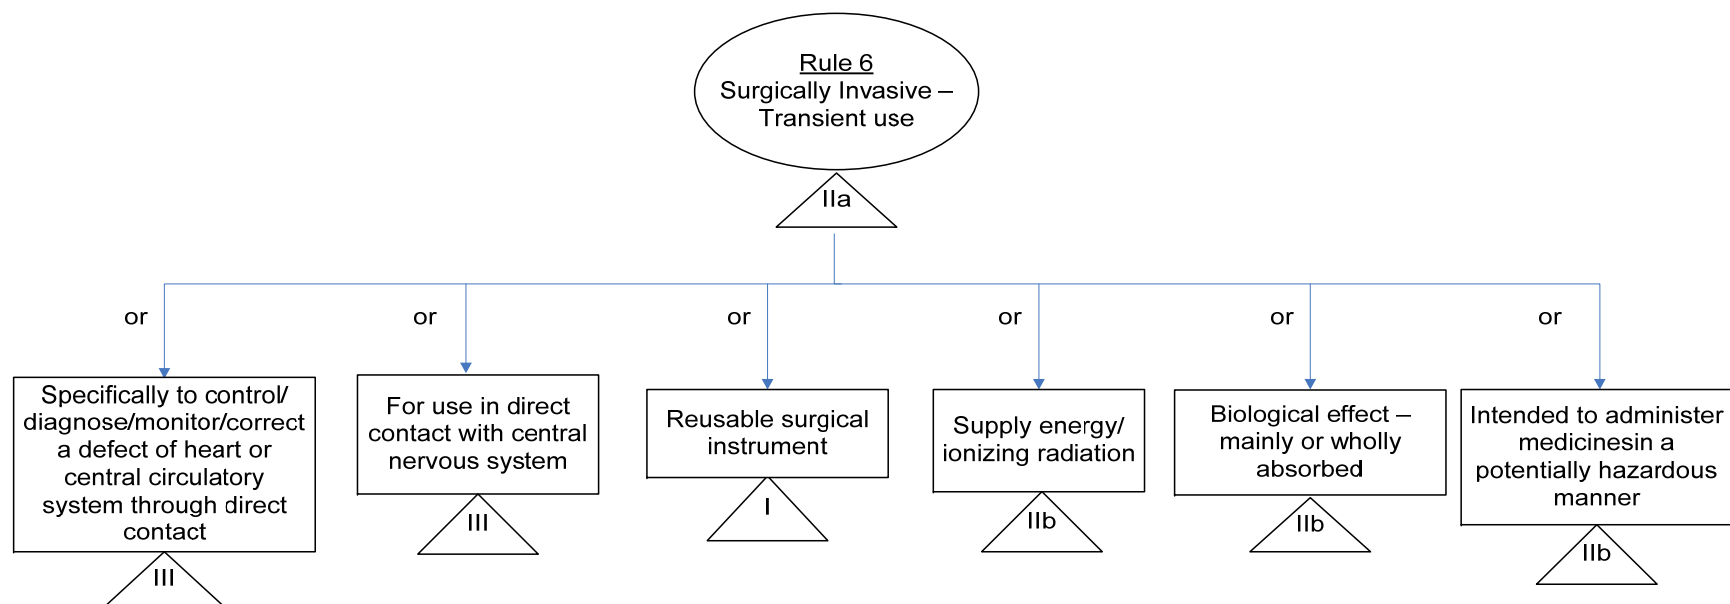 Rule 6
Surgically Invasive –
Transient use
IIa
or
or
or
or
or
or
Specifically to control/
diagnose/monitor/correct
a defect of heart or
central circulatory
system through direct
contact
III
For use in direct
contact with central
nervous system
III
Reusable surgical
instrument
I
Supply energy/
ionizing radiation
IIb
Biological effect –
mainly or wholly
absorbed
IIb
Intended to administer
medicinesin a
potentially hazardous
manner
IIb